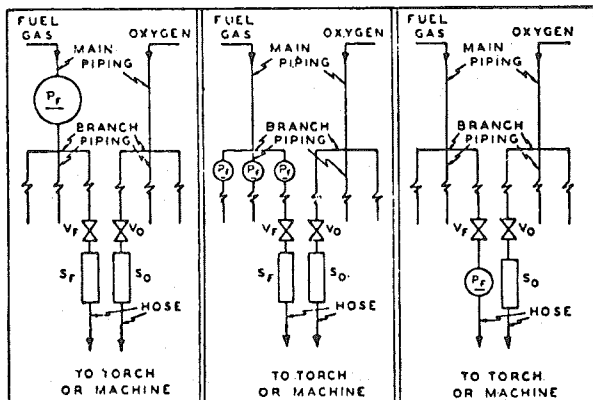 FUEL
GAS
OXYGEN
MAIN
PIPING
PF
BRANCH
PIPING
VF
VO
SF
SO
HOSE
TO TORCH
OR MACHINE
FUEL
GAS
OXYGEN
MAIN
PIPING
BRANCH
PIPING
Pf
Pf
Pf
VF
VO
SF
SO
HOSE
TO TORCH
OR MACHINE
FUEL
GAS
OXYGEN
MAIN
PIPING
BRANCH
PIPING
VF
VO
PF
SO
HOSE
TO TORCH
OR MACHINE